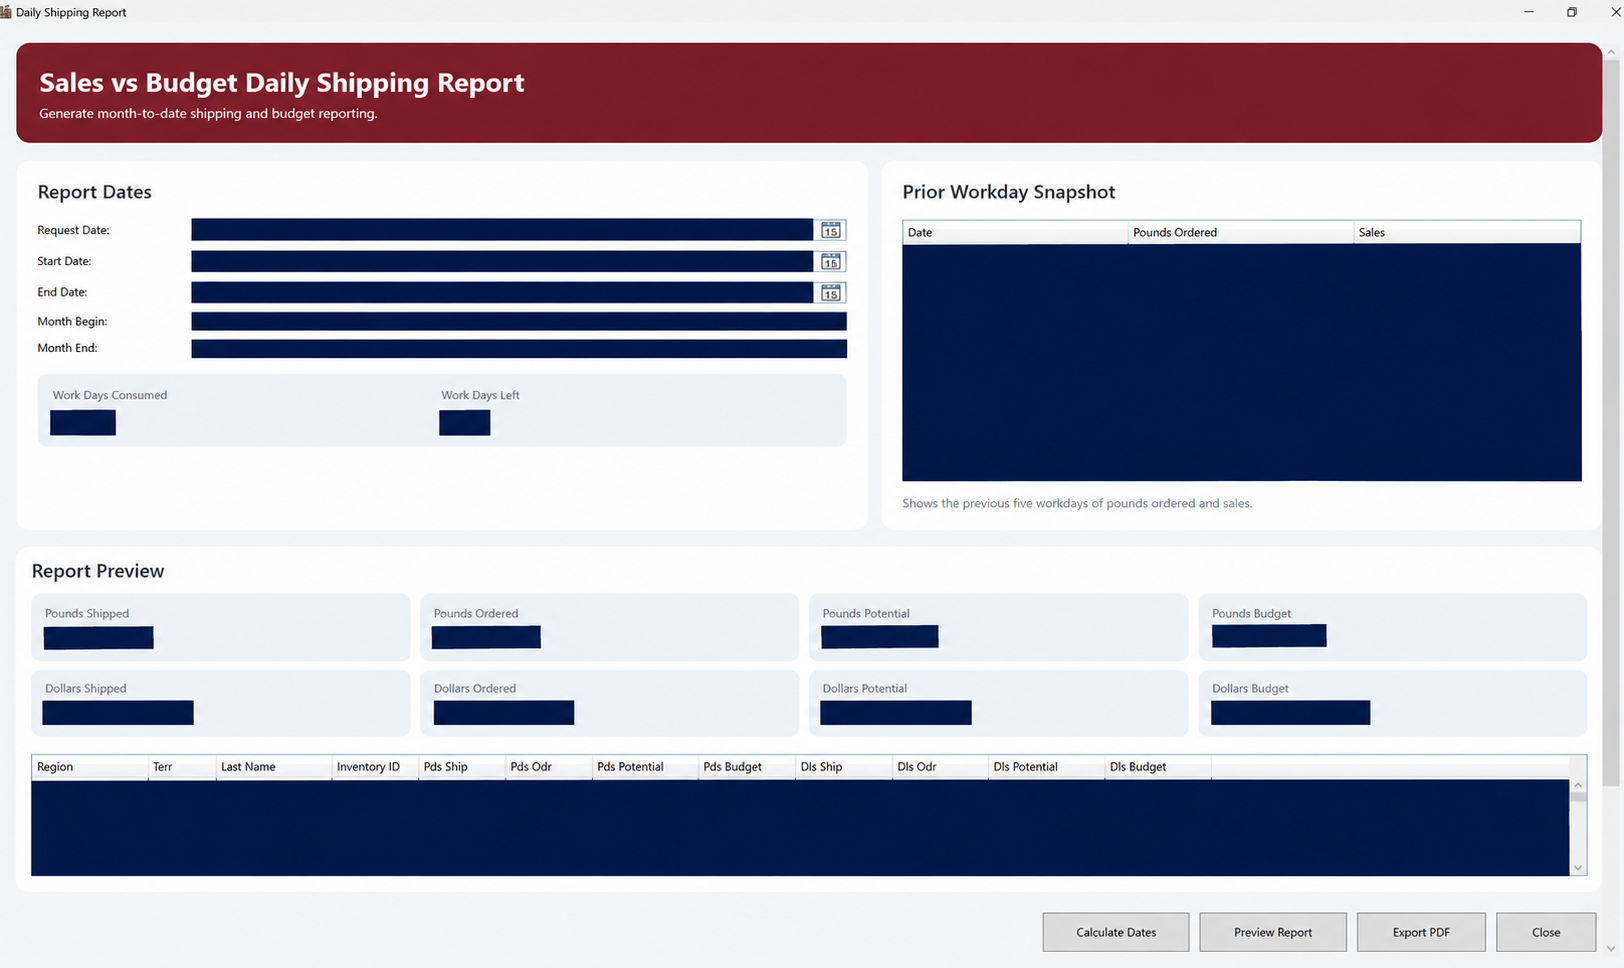 Daily Shipping Report
Sales vs Budget Daily Shipping Report
Generate month-to-date shipping and budget reporting.
Report Dates
Request Date:
15
Start Date:
15
End Date:
15
Month Begin:
Month End:
Work Days Consumed
Work Days Left
Prior Workday Snapshot
Date
Pounds Ordered
Sales
Shows the previous five workdays of pounds ordered and sales.
Report Preview
Pounds Shipped
Pounds Ordered
Pounds Potential
Pounds Budget
Dollars Shipped
Dollars Ordered
Dollars Potential
Dollars Budget
Region
Terr
Last Name
Inventory ID
Pds Ship
Pds Odr
Pds Potential
Pds Budget
Dls Ship
Dls Odr
Dls Potential
Dls Budget
Calculate Dates
Preview Report
Export PDF
Close